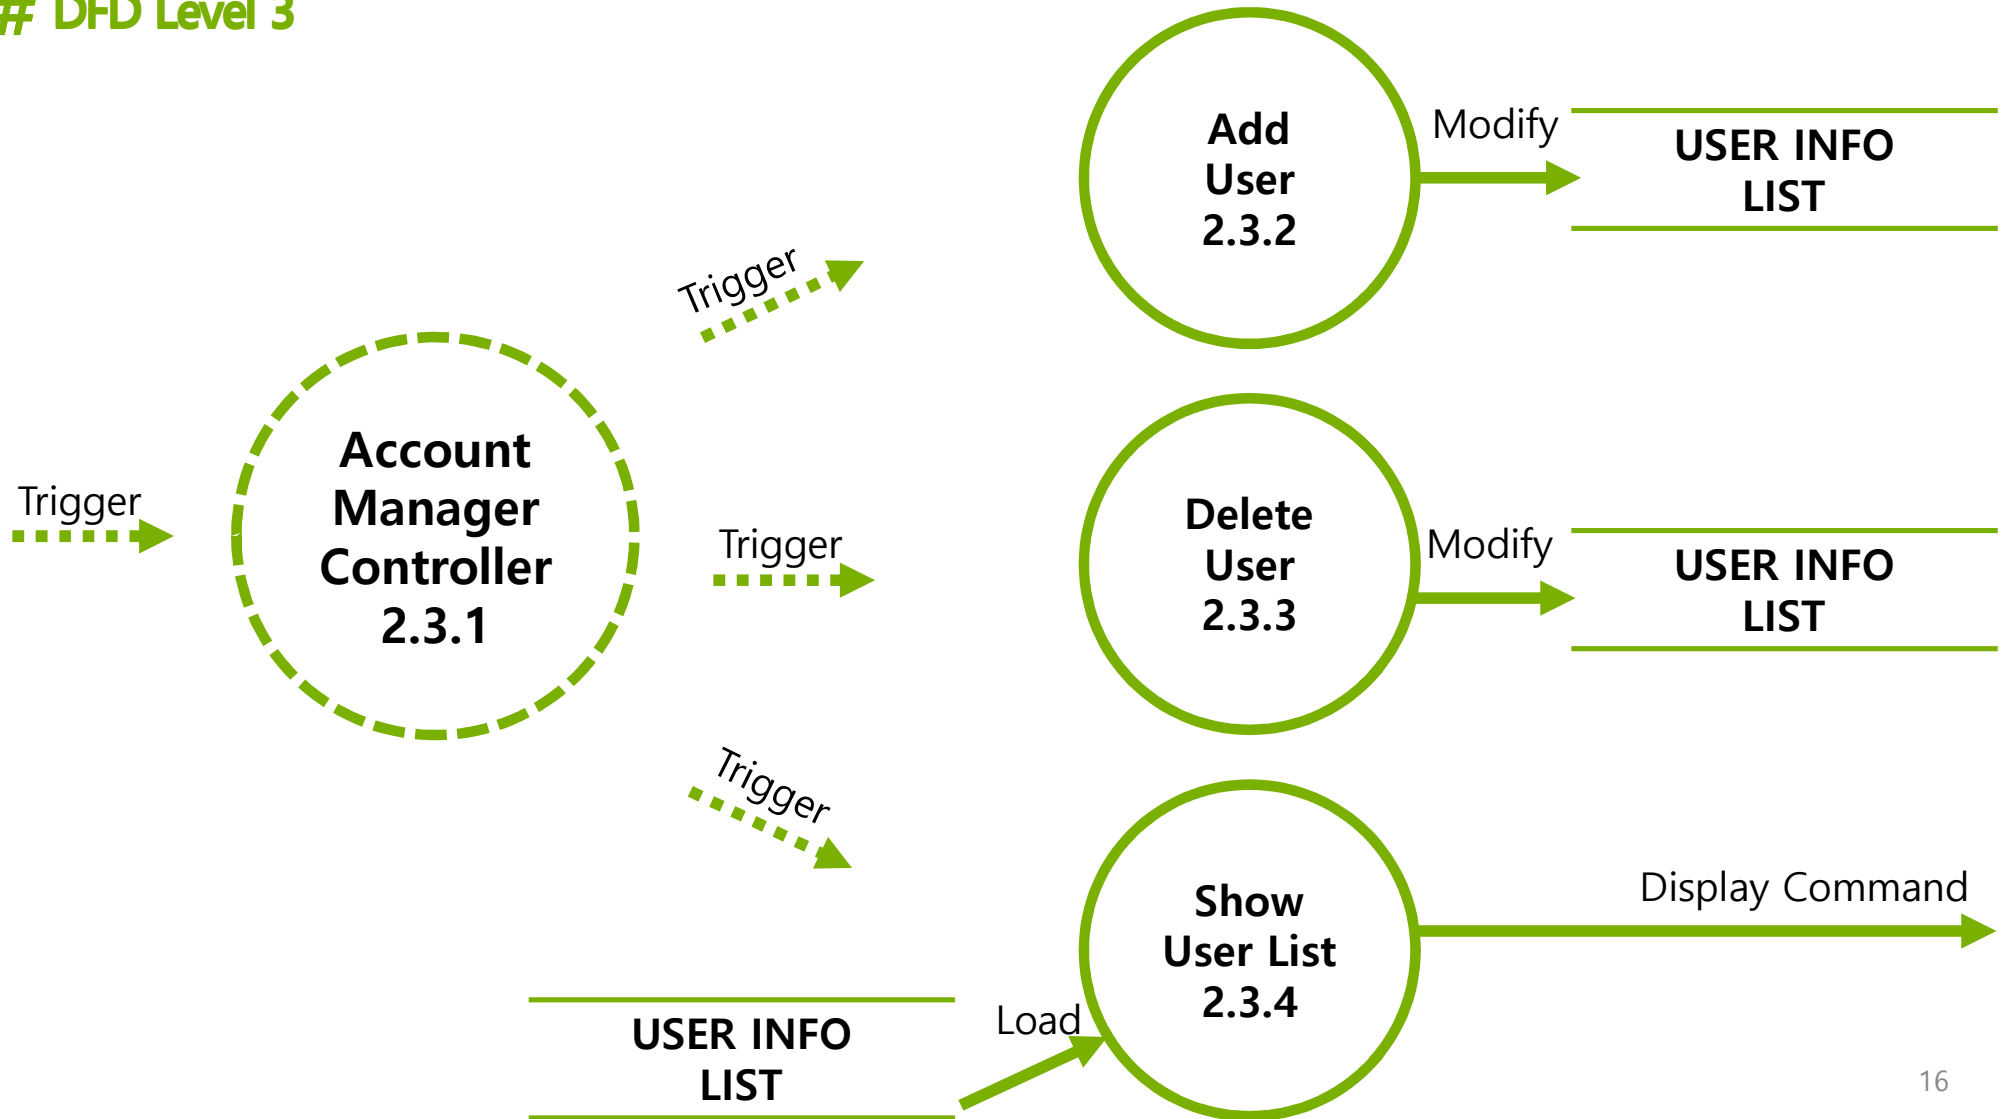 # DFD Level 3
Add
User
2.3.2
Modify
USER INFO
LIST
Trigger
Account
Manager
Controller
2.3.1
Trigger
Trigger
Delete
User
2.3.3
Modify
USER INFO
LIST
Trigger
Show
User List
2.3.4
Display Command
Load
USER INFO
LIST
16